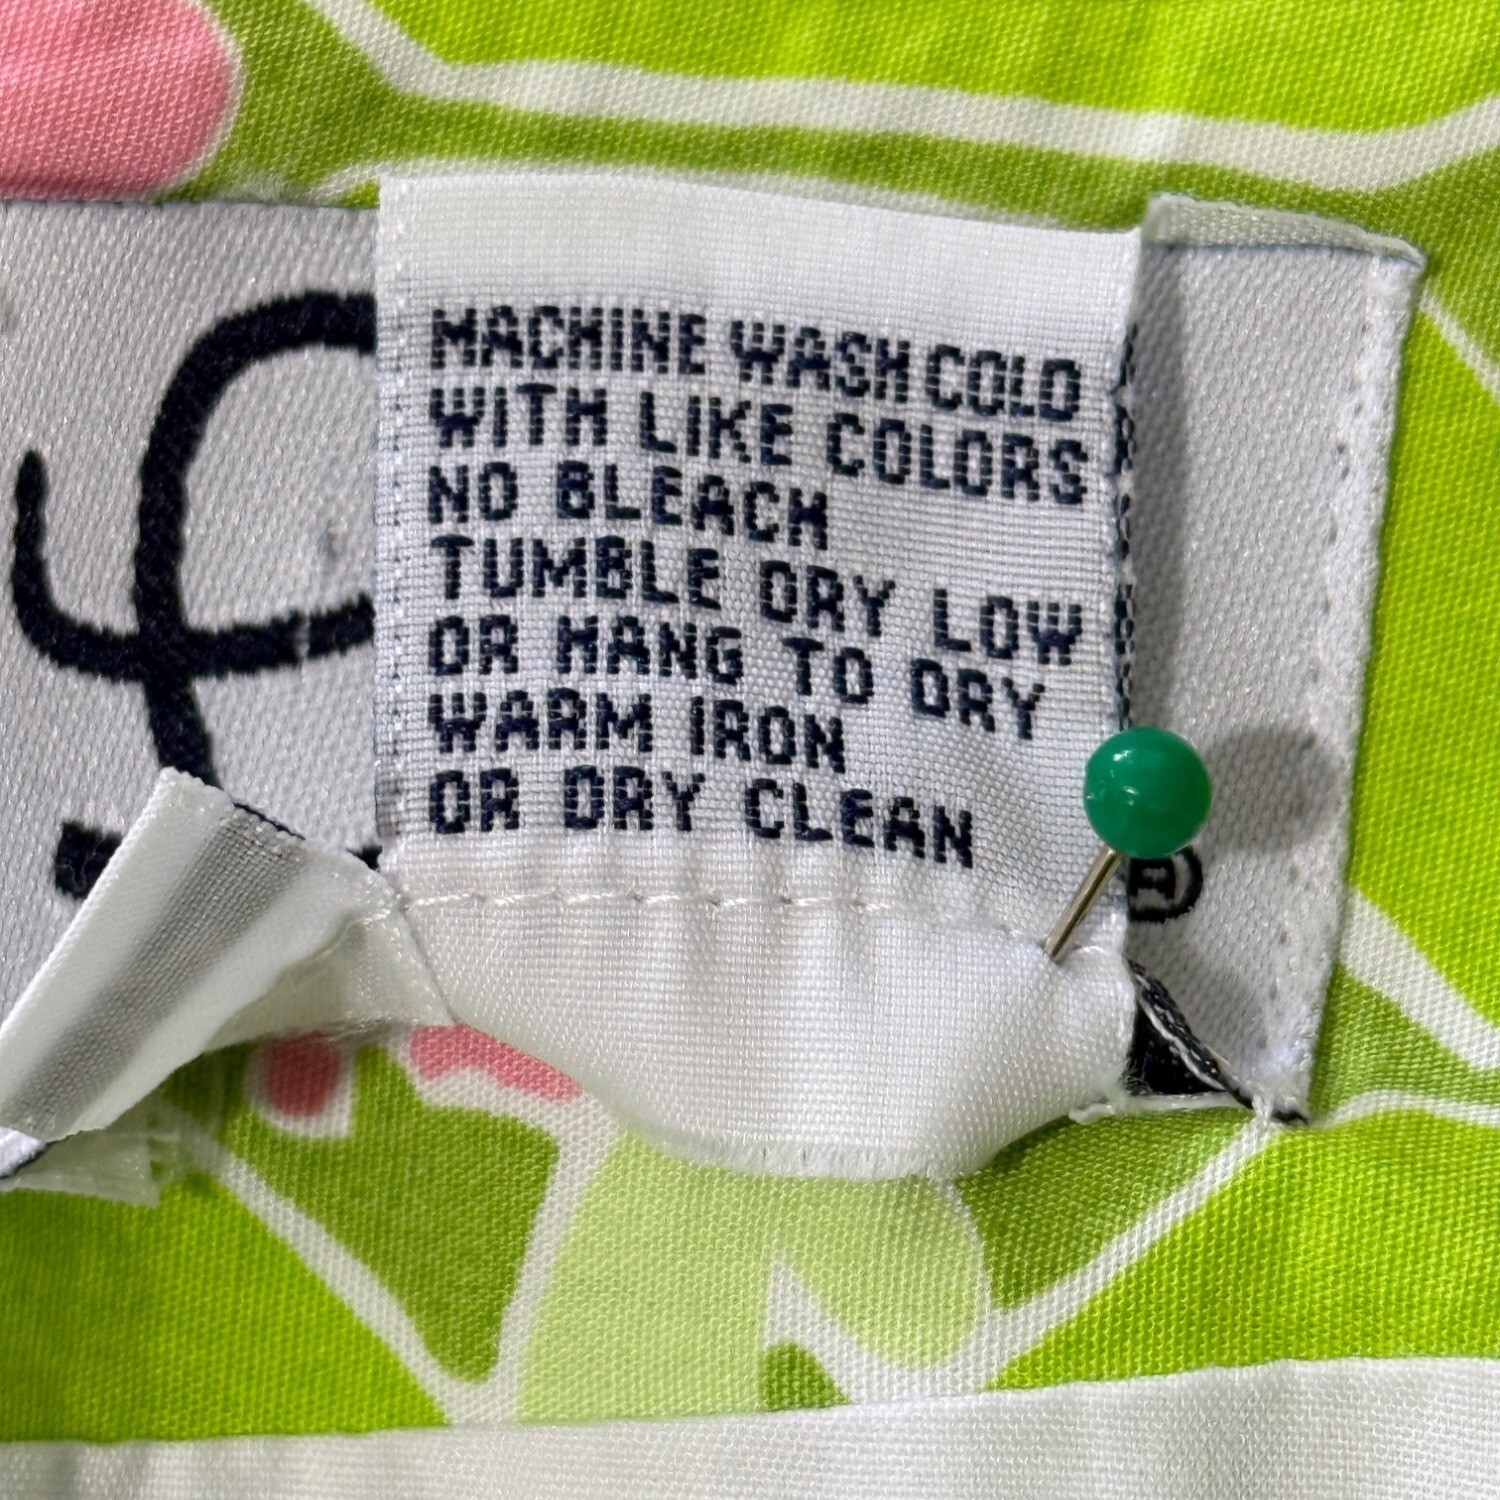 MACHINE WASH COLD
WITH LIKE COLORS
NO BLEACH
TUMBLE DRY LOW
OR HANG TO DRY
WARM IRON
OR DRY CLEAN
®